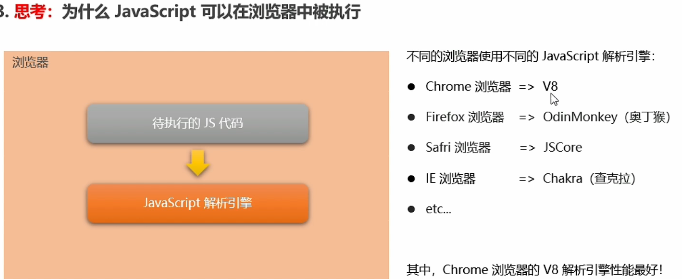 3. 思考：为什么 JavaScript 可以在浏览器中被执行
浏览器
待执行的 JS 代码
JavaScript 解析引擎
不同的浏览器使用不同的 JavaScript 解析引擎：
● Chrome 浏览器 => V8
● Firefox 浏览器 => OdinMonkey（奥丁猴）
● Safri 浏览器 => JSCore
● IE 浏览器 => Chakra（查克拉）
● etc...
其中，Chrome 浏览器的 V8 解析引擎性能最好！